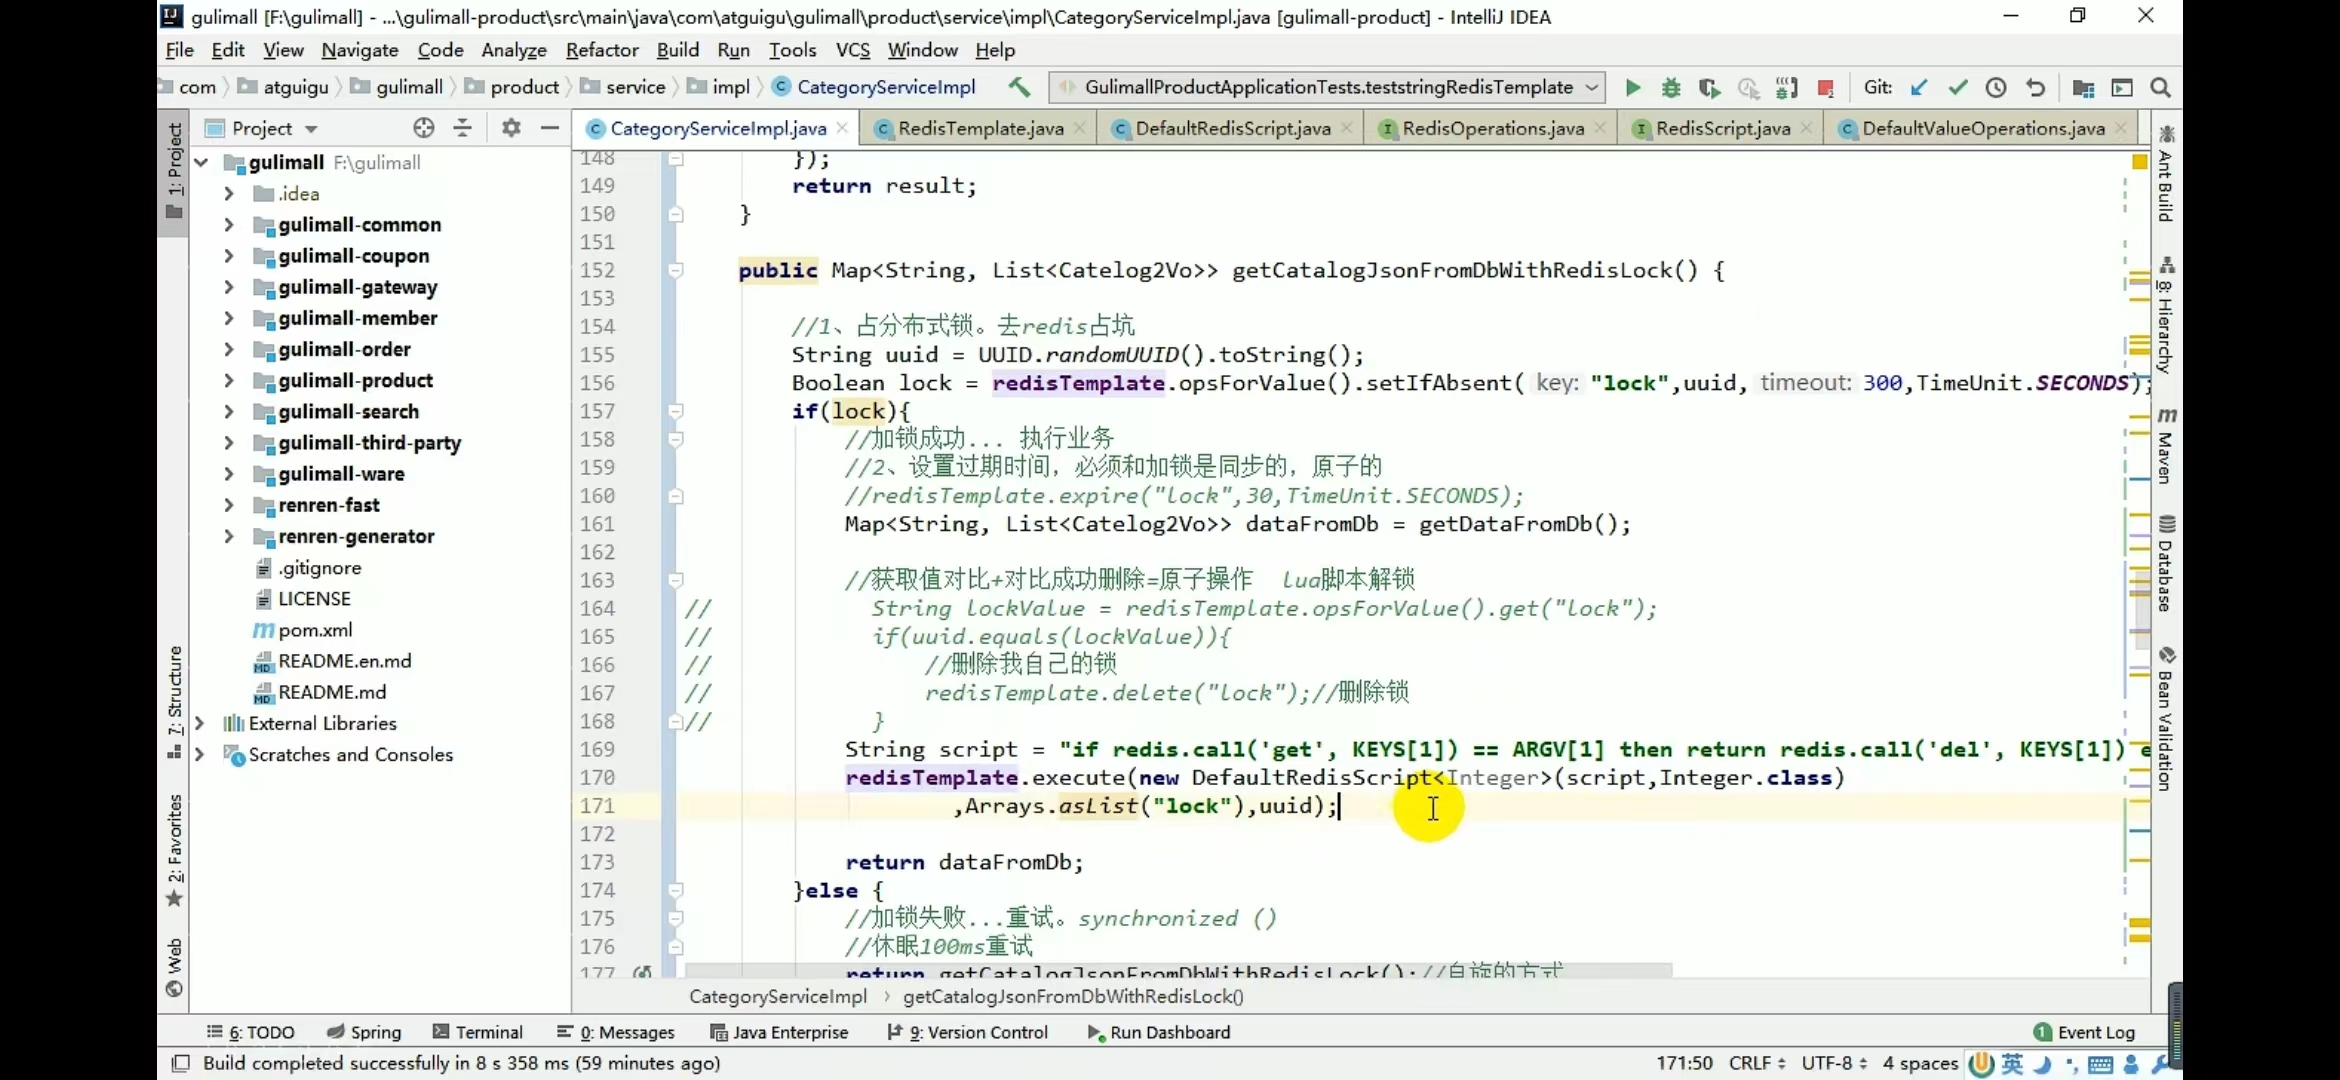 gulimall [F:\gulimall] - ...\gulimall-product\src\main\java\com\atguigu\gulimall\product\service\impl\CategoryServiceImpl.java [gulimall-product] - IntelliJ IDEA
File Edit View Navigate Code Analyze Refactor Build Run Tools VCS Window Help
com atguigu gulimall product service impl CategoryServiceImpl GulimallProductApplicationTests.teststringRedisTemplate Git:
Project
CategoryServiceImpl.java RedisTemplate.java DefaultRedisScript.java RedisOperations.java RedisScript.java DefaultValueOperations.java
1: Project
7: Structure
2: Favorites
Web
gulimall F:\gulimall
.idea
gulimall-common
gulimall-coupon
gulimall-gateway
gulimall-member
gulimall-order
gulimall-product
gulimall-search
gulimall-third-party
gulimall-ware
renren-fast
renren-generator
.gitignore
LICENSE
pom.xml
README.en.md
README.md
External Libraries
Scratches and Consoles
148 });
149 return result;
150 }
151
152 public Map<String, List<Catelog2Vo>> getCatalogJsonFromDbWithRedisLock() {
153
154 //1、占分布式锁。去redis占坑
155 String uuid = UUID.randomUUID().toString();
156 Boolean lock = redisTemplate.opsForValue().setIfAbsent( key: "lock",uuid, timeout: 300,TimeUnit.SECONDS);
157 if(lock){
158 //加锁成功... 执行业务
159 //2、设置过期时间，必须和加锁是同步的，原子的
160 //redisTemplate.expire("lock",30,TimeUnit.SECONDS);
161 Map<String, List<Catelog2Vo>> dataFromDb = getDataFromDb();
162
163 //获取值对比+对比成功删除=原子操作 lua脚本解锁
164 // String lockValue = redisTemplate.opsForValue().get("lock");
165 // if(uuid.equals(lockValue)){
166 // //删除我自己的锁
167 // redisTemplate.delete("lock");//删除锁
168 // }
169 String script = "if redis.call('get', KEYS[1]) == ARGV[1] then return redis.call('del', KEYS[1]) e
170 redisTemplate.execute(new DefaultRedisScript<Integer>(script,Integer.class)
171 ,Arrays.asList("lock"),uuid);
172
173 return dataFromDb;
174 }else {
175 //加锁失败...重试。synchronized ()
176 //休眠100ms重试
177 return getCatalogJsonFromDbWithRedisLock();//自旋的方式
Ant Build
8: Hierarchy
m Maven
Database
Bean Validation
CategoryServiceImpl › getCatalogJsonFromDbWithRedisLock()
6: TODO Spring Terminal 0: Messages Java Enterprise 9: Version Control Run Dashboard 1 Event Log
Build completed successfully in 8 s 358 ms (59 minutes ago) 171:50 CRLF UTF-8 4 spaces 英